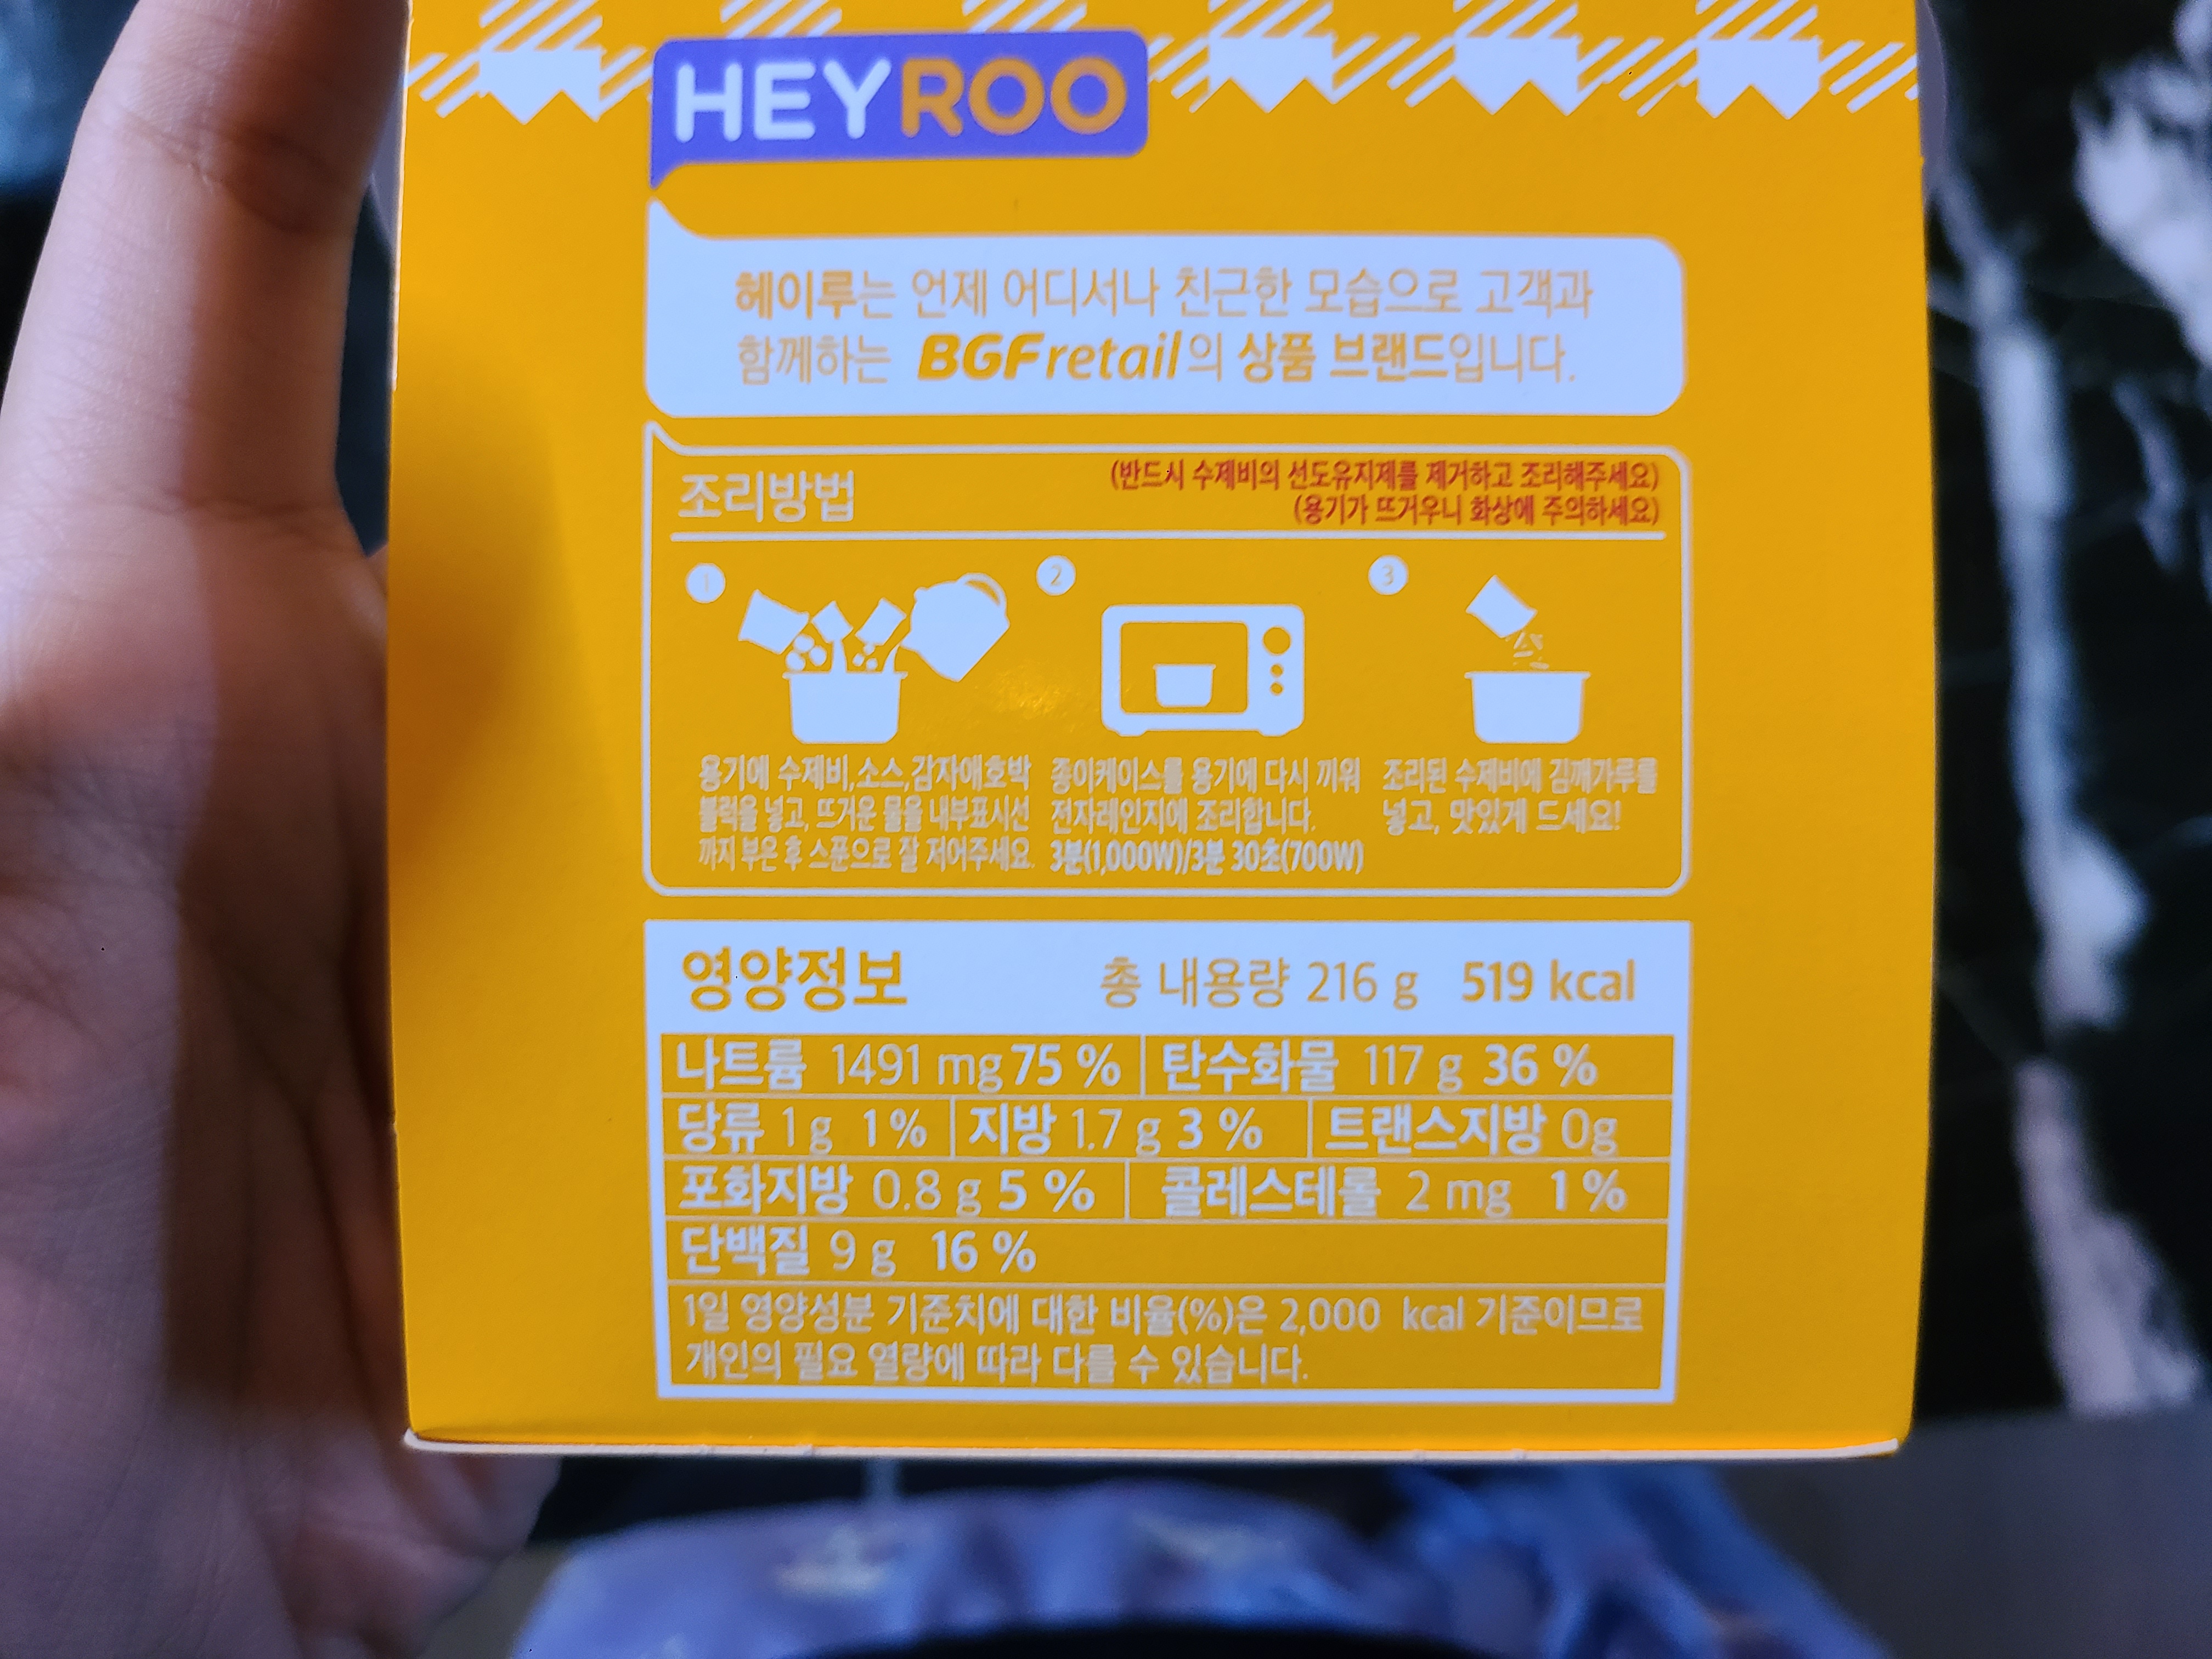 HEYROO
헤이루는 언제 어디서나 친근한 모습으로 고객과
함께하는 BGFretail의 상품 브랜드입니다.
조리방법
(반드시 수제비의 선도유지제를 제거하고 조리해주세요)
(용기가 뜨거우니 화상에 주의하세요)
1
용기에 수제비,소스,감자애호박
블럭을 넣고, 뜨거운 물을 내부표시선
까지 부은 후 스푼으로 잘 저어주세요.
2
종이케이스를 용기에 다시 끼워
전자레인지에 조리합니다.
3분(1,000W)/3분 30초(700W)
3
조리된 수제비에 김깨가루를
넣고, 맛있게 드세요!
영양정보 총 내용량 216 g 519 kcal
나트륨 1491 mg 75 % 탄수화물 117 g 36 %
당류 1 g 1 % 지방 1.7 g 3 % 트랜스지방 0g
포화지방 0.8 g 5 % 콜레스테롤 2 mg 1 %
단백질 9 g 16 %
1일 영양성분 기준치에 대한 비율(%)은 2,000 kcal 기준이므로
개인의 필요 열량에 따라 다를 수 있습니다.